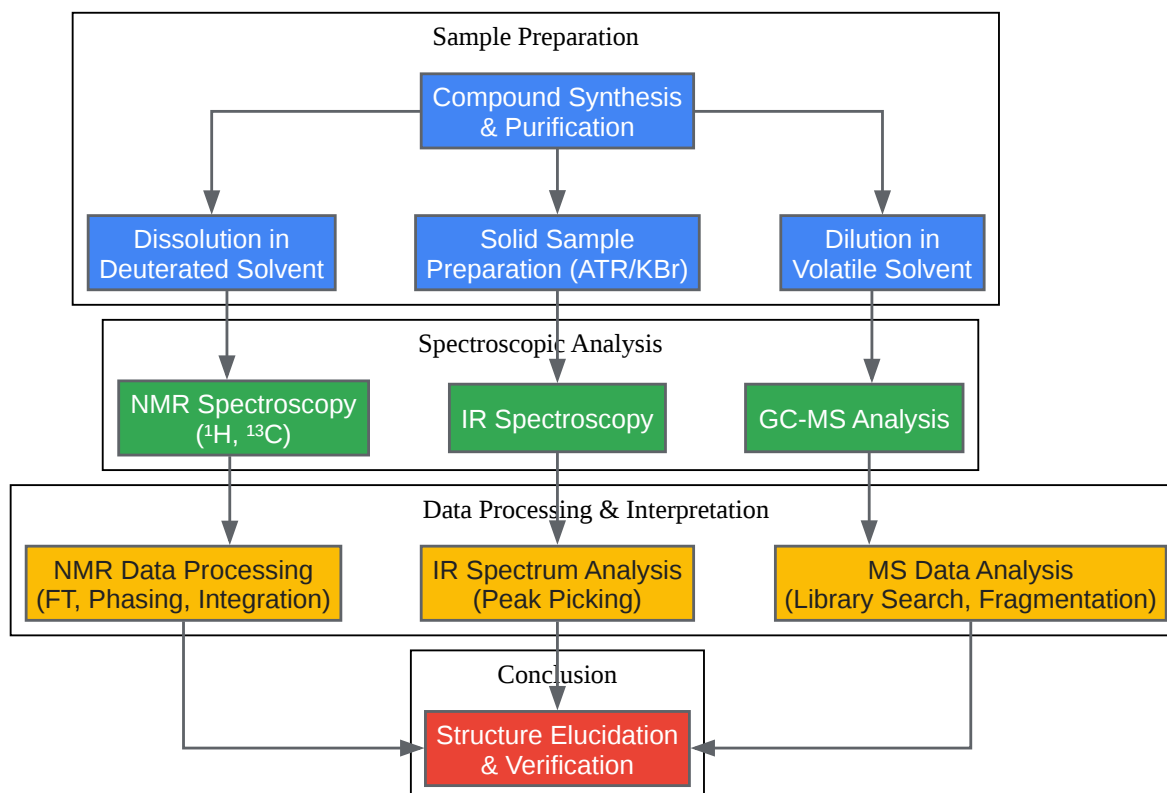 Sample Preparation
Compound Synthesis
& Purification
Dissolution in
Deuterated Solvent
Solid Sample
Preparation (ATR/KBr)
Dilution in
Volatile Solvent
Spectroscopic Analysis
NMR Spectroscopy
(¹H, ¹³C)
IR Spectroscopy
GC-MS Analysis
Data Processing & Interpretation
NMR Data Processing
(FT, Phasing, Integration)
IR Spectrum Analysis
(Peak Picking)
MS Data Analysis
(Library Search, Fragmentation)
Conclusion
Structure Elucidation
& Verification